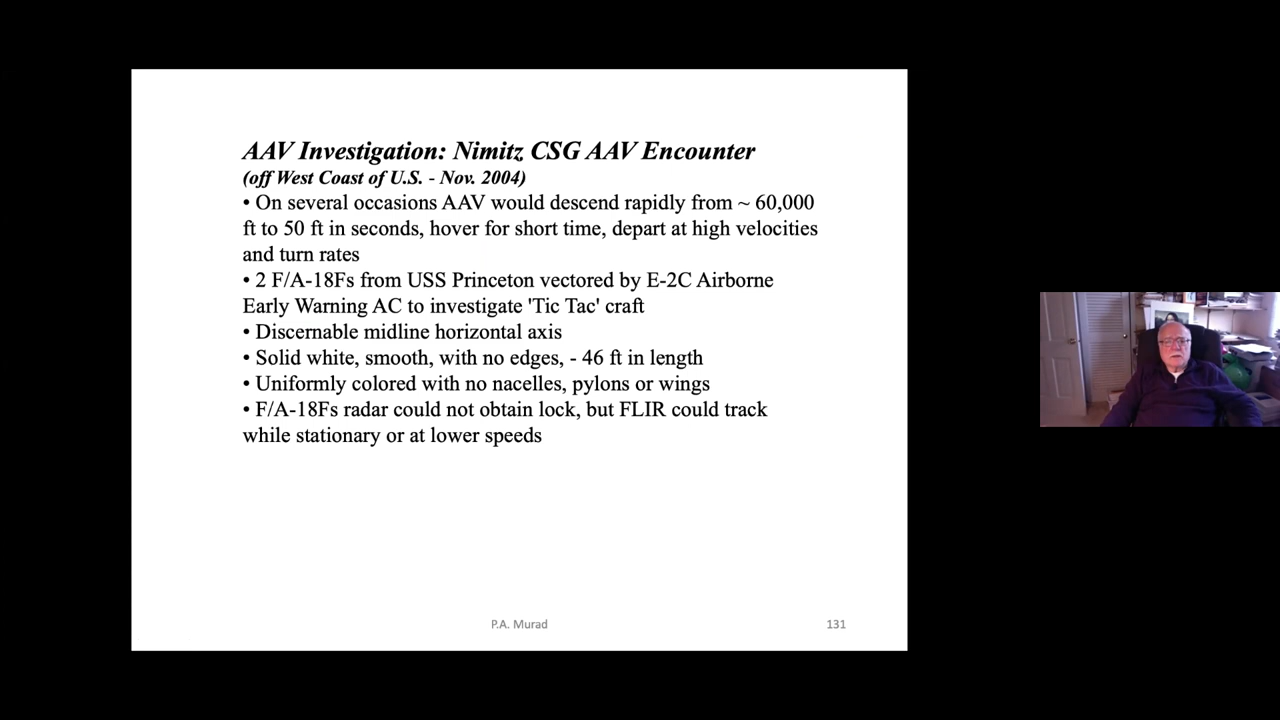 AAV Investigation: Nimitz CSG AAV Encounter
(off West Coast of U.S. - Nov. 2004)
• On several occasions AAV would descend rapidly from ~ 60,000
ft to 50 ft in seconds, hover for short time, depart at high velocities
and turn rates
• 2 F/A-18Fs from USS Princeton vectored by E-2C Airborne
Early Warning AC to investigate 'Tic Tac' craft
• Discernable midline horizontal axis
• Solid white, smooth, with no edges, - 46 ft in length
• Uniformly colored with no nacelles, pylons or wings
• F/A-18Fs radar could not obtain lock, but FLIR could track
while stationary or at lower speeds
P.A. Murad
131